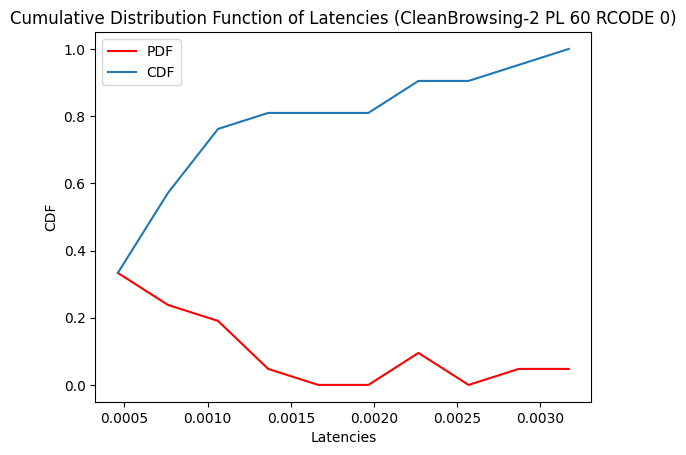 Cumulative Distribution Function of Latencies (CleanBrowsing-2 PL 60 RCODE 0)
PDF
CDF
1.0
0.8
0.6
0.4
0.2
0.0
CDF
0.0005 0.0010 0.0015 0.0020 0.0025 0.0030
Latencies